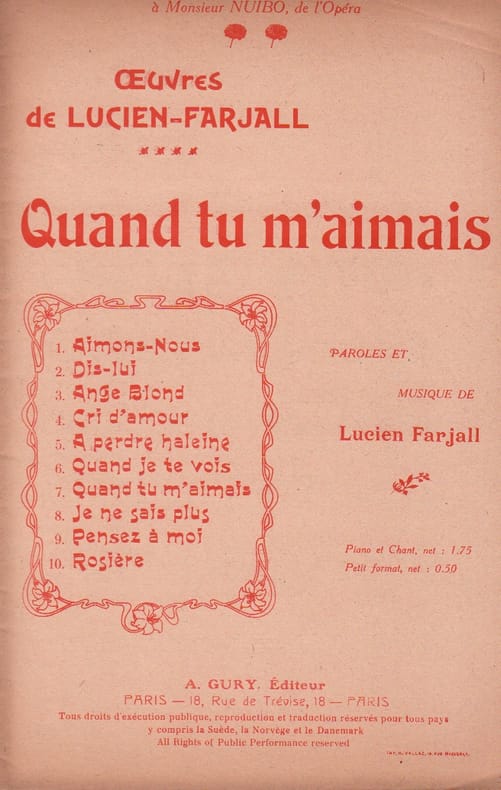 à Monsieur NUIBO, de l'Opéra
ŒUVRES
de LUCIEN-FARJALL
Quand tu m'aimais
1. Aimons-Nous
2. Dis-lui
3. Ange Blond
4. Cri d'amour
5. A perdre haleine
6. Quand je te vois
7. Quand tu m'aimais
8. Je ne sais plus
9. Pensez à moi
10. Rosière
PAROLES ET
MUSIQUE DE
Lucien Farjall
Piano et Chant, net : 1.75
Petit format, net : 0.50
A. GURY, Éditeur
PARIS — 18, Rue de Trévise, 18 — PARIS
Tous droits d'exécution publique, reproduction et traduction réservés pour tous pays
y compris la Suède, la Norvège et le Danemark
All Rights of Public Performance reserved